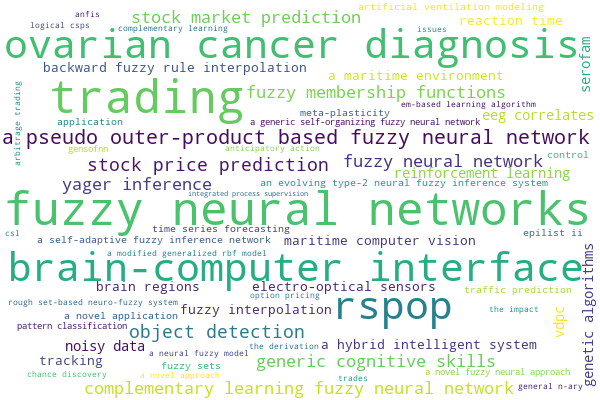 anfis
artificial ventilation modeling
stock market prediction
reaction time
logical csps
complementary learning
issues
ovarian cancer diagnosis
serofam
backward fuzzy rule interpolation
a maritime environment
trading
fuzzy membership functions
arbitrage trading
em-based learning algorithm
application
meta-plasticity
eeg correlates
a generic self-organizing fuzzy neural network
a pseudo outer-product based fuzzy neural network
gensofnn
anticipatory action
stock price prediction
fuzzy neural network
control
reinforcement learning
yager inference
an evolving type-2 neural fuzzy inference system
integrated process supervision
fuzzy neural networks
csl
time series forecasting
epilist ii
a self-adaptive fuzzy inference network
maritime computer vision
a modified generalized rbf model
brain-computer interface
genetic algorithms
brain regions
electro-optical sensors
traffic prediction
option pricing
rough set-based neuro-fuzzy system
rspop
the impact
a novel application
fuzzy interpolation
vdpc
pattern classification
object detection
noisy data
the derivation
a hybrid intelligent system
a neural fuzzy model
tracking
generic cognitive skills
fuzzy sets
chance discovery
a novel approach
trades
a novel fuzzy neural approach
complementary learning fuzzy neural network
general n-ary